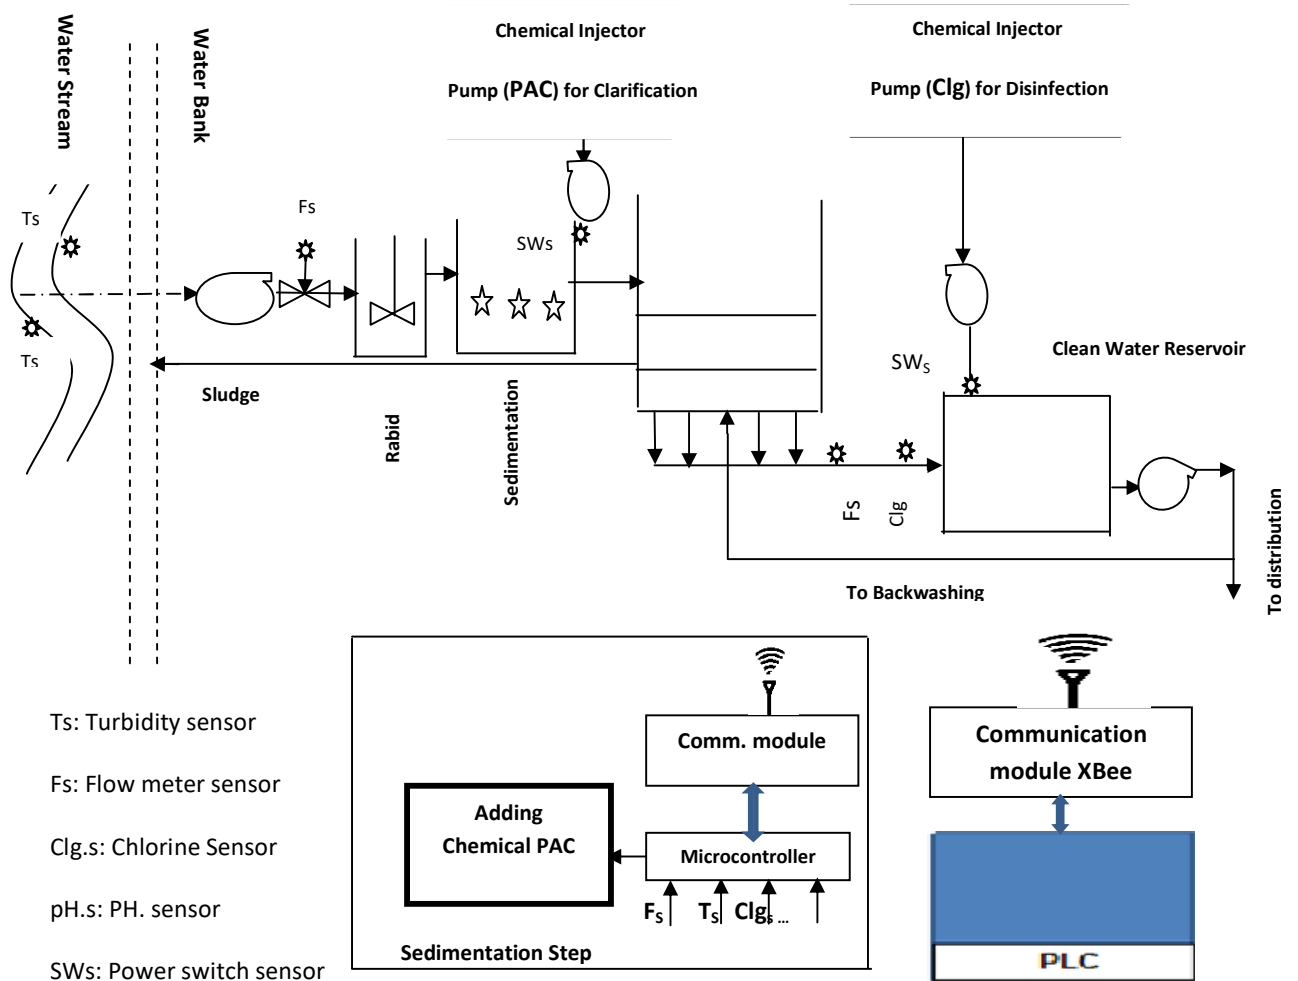 Water Stream
Water Bank
Chemical Injector
Pump (PAC) for Clarification
Chemical Injector
Pump (Clg) for Disinfection
Ts
Fs
SWs
Ts
SWS
Clean Water Reservoir
Sludge
Rabid
Sedimentation
Fs
Clg
To Backwashing
To distribution
Ts: Turbidity sensor
Fs: Flow meter sensor
Clg.s: Chlorine Sensor
pH.s: PH. sensor
SWs: Power switch sensor
Comm. module
Adding
Chemical PAC
Microcontroller
FS TS Clgs ...
Sedimentation Step
Communication
module XBee
PLC